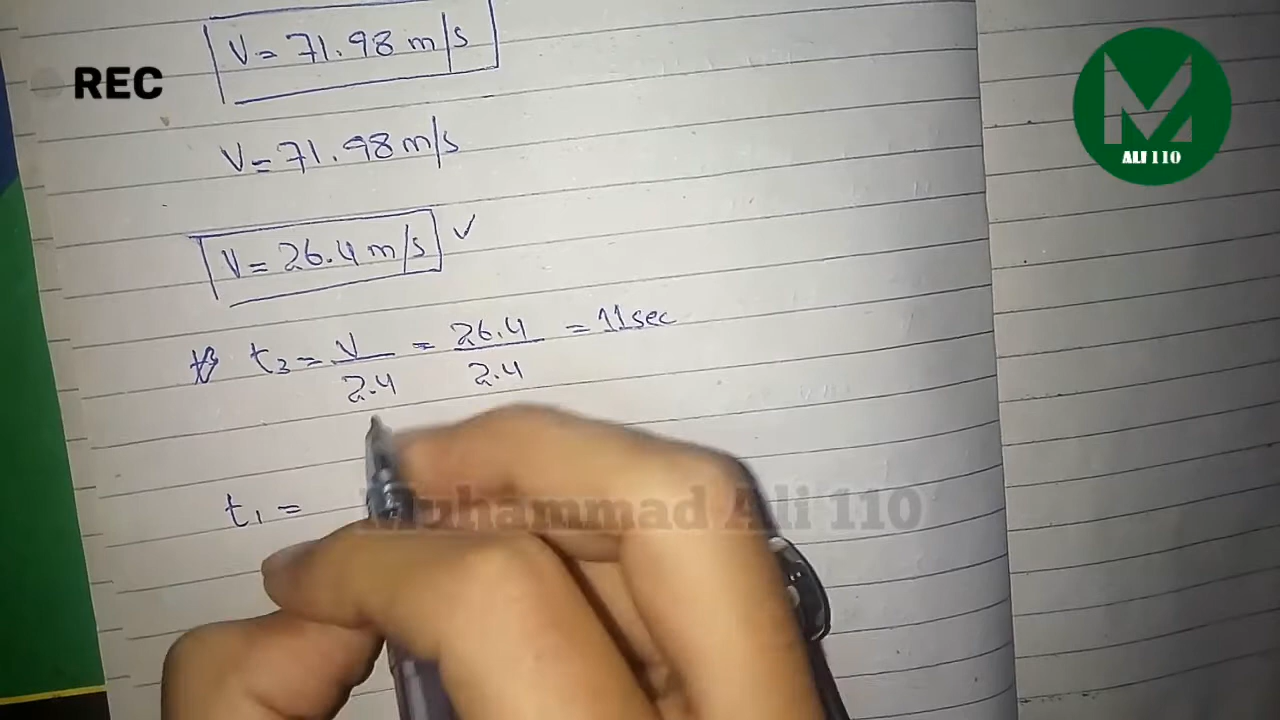 V = 71.98 m/s
REC
M
ALI 110
V = 71.98 m/s
V = 26.4 m/s ✓
t₃ = V/2.4 = 26.4/2.4 = 11 sec
t₁ =
Muhammad Ali 110